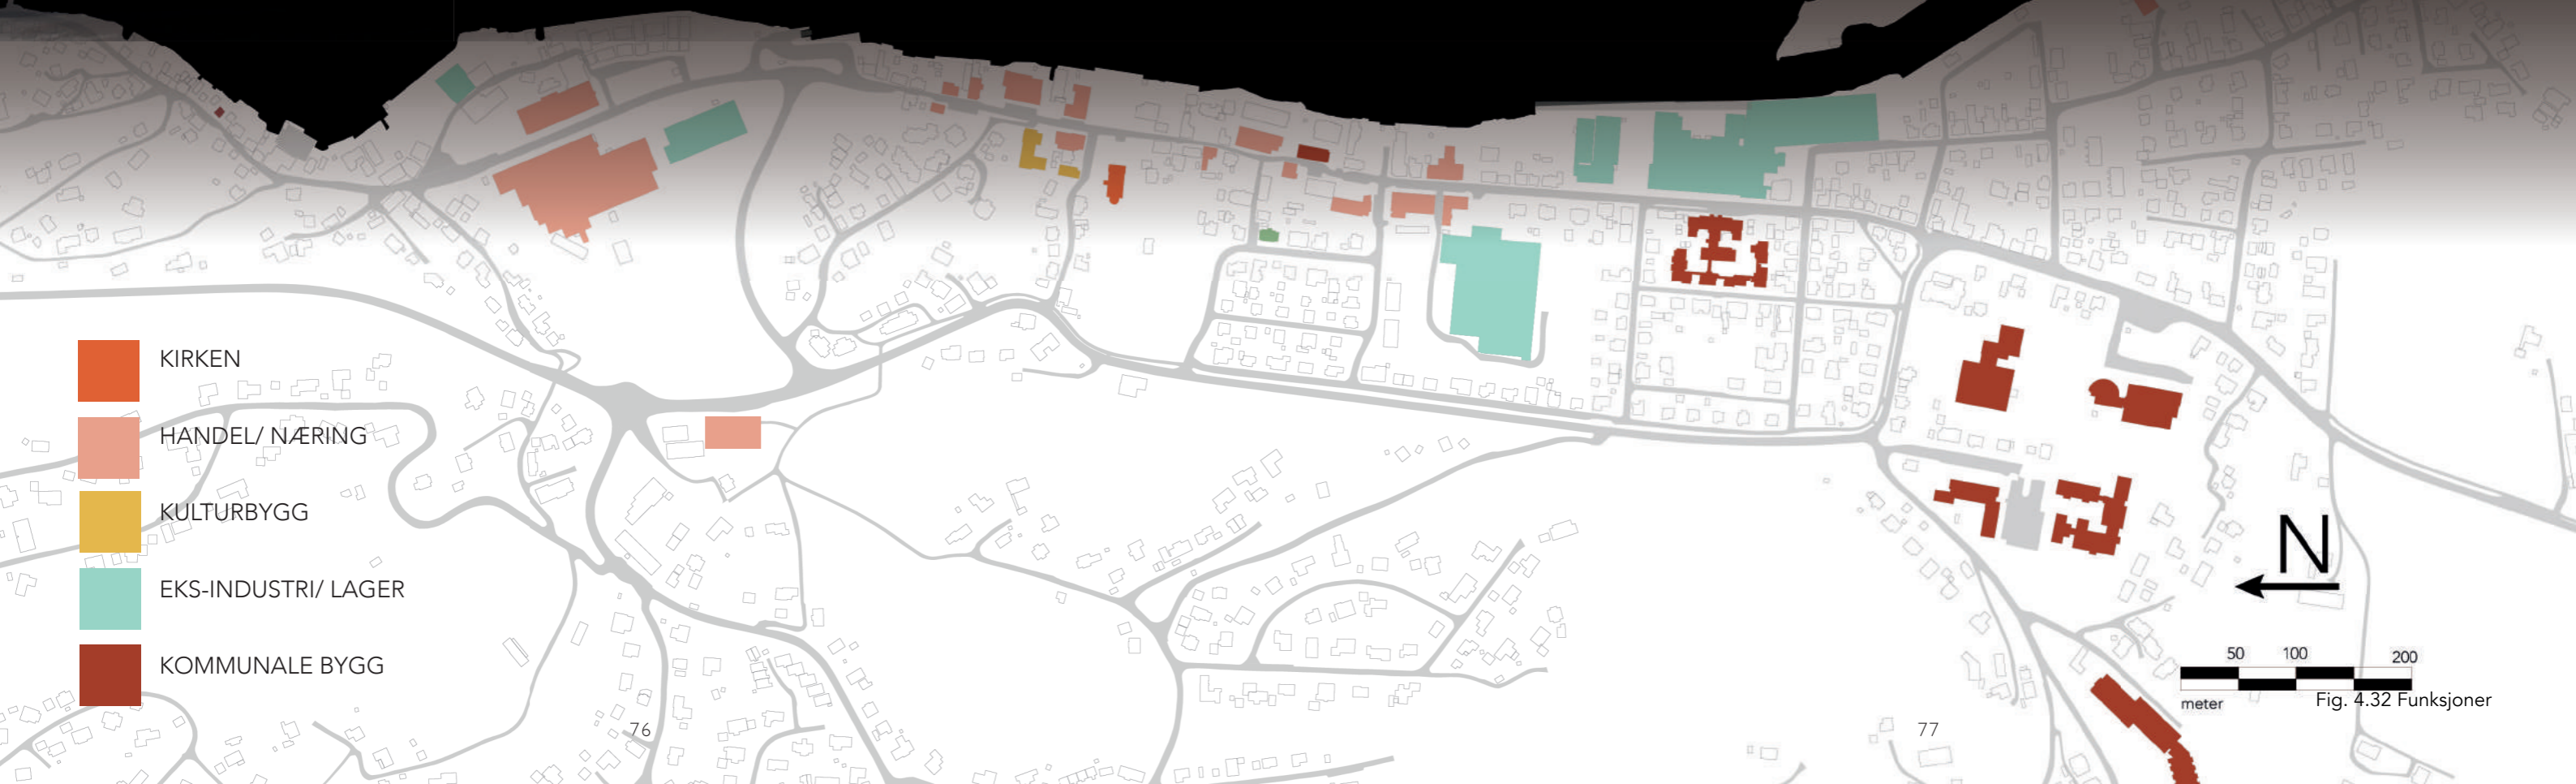 KIRKEN
HANDEL/ NÆRING
KULTURBYGG
EKS-INDUSTRI/ LAGER
KOMMUNALE BYGG
N
50 100 200
meter
Fig. 4.32 Funksjoner
76
77